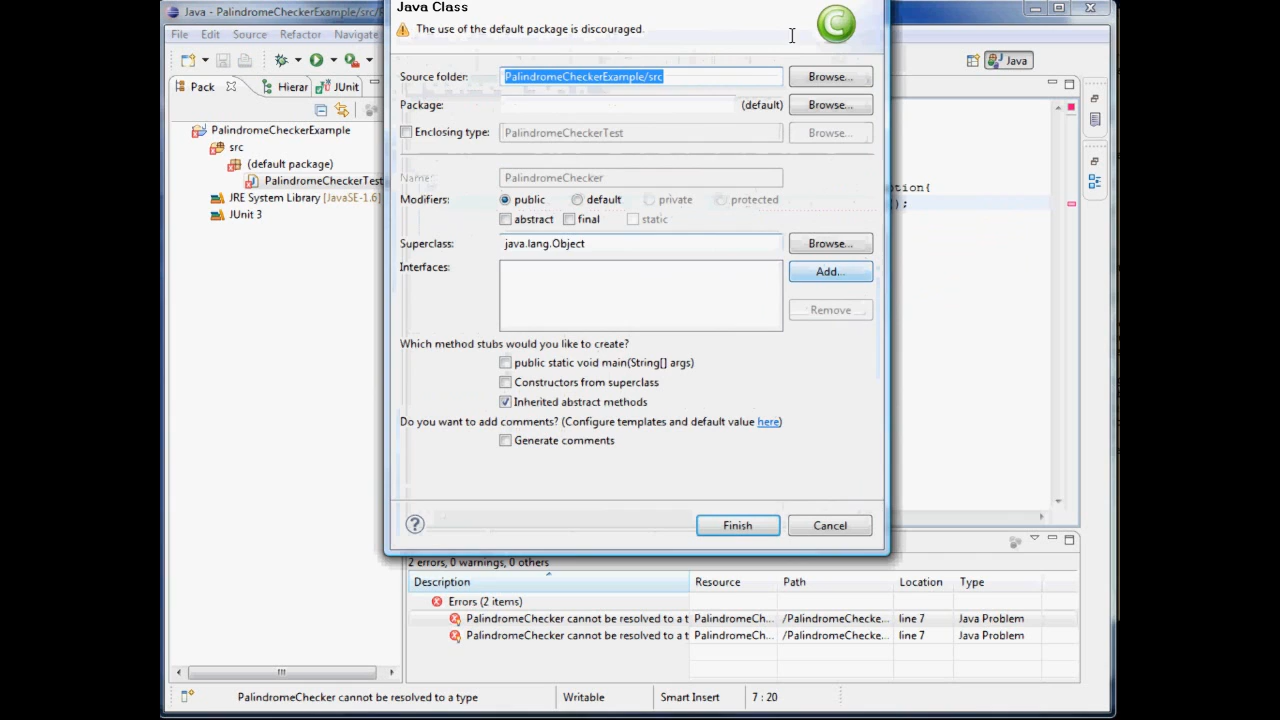 Java - PalindromeCheckerExample/src/
Java Class
The use of the default package is discouraged.
File Edit Source Refactor Navigate
Java
Pack Hierar JUnit
PalindromeCheckerExample
src
(default package)
PalindromeCheckerTest
JRE System Library [JavaSE-1.6]
JUnit 3
Source folder: PalindromeCheckerExample/src Browse...
Package: (default) Browse...
Enclosing type: PalindromeCheckerTest Browse...
Name: PalindromeChecker
Modifiers: public default private protected
abstract final static
Superclass: java.lang.Object Browse...
Interfaces: Add...
Remove
Which method stubs would you like to create?
public static void main(String[] args)
Constructors from superclass
Inherited abstract methods
Do you want to add comments? (Configure templates and default value here)
Generate comments
Finish Cancel
tion{
);
2 errors, 0 warnings, 0 others
Description Resource Path Location Type
Errors (2 items)
PalindromeChecker cannot be resolved to a t PalindromeCh... /PalindromeChecke... line 7 Java Problem
PalindromeChecker cannot be resolved to a t PalindromeCh... /PalindromeChecke... line 7 Java Problem
PalindromeChecker cannot be resolved to a type Writable Smart Insert 7 : 20